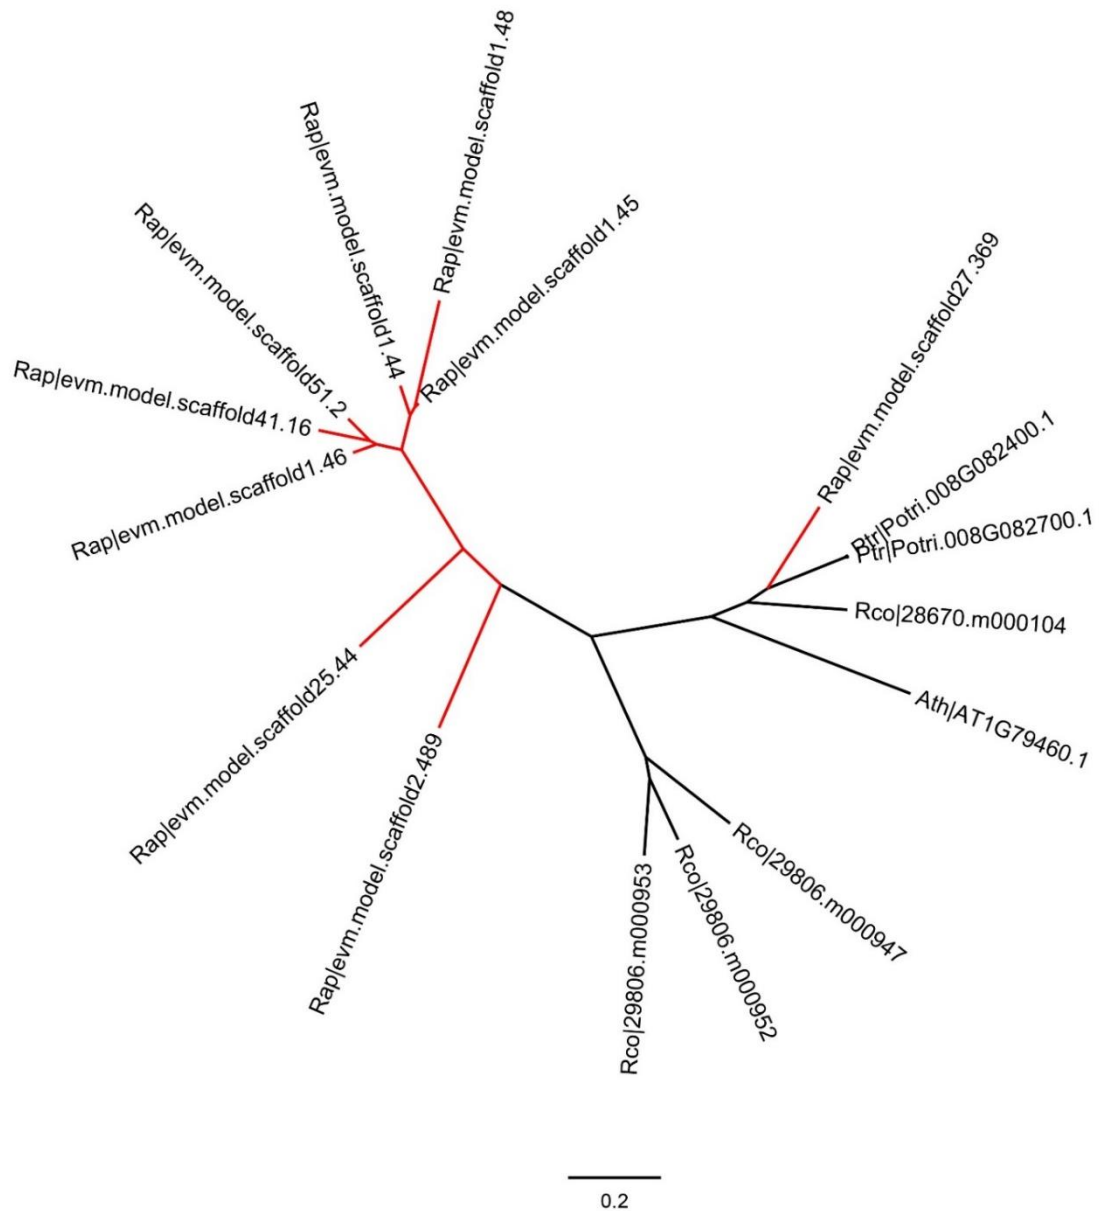 Rap|evm.model.scaffold1.48
Rap|evm.model.scaffold1.44
Rap|evm.model.scaffold1.45
Rap|evm.model.scaffold51.2
Rap|evm.model.scaffold41.16
Rap|evm.model.scaffold1.46
Rap|evm.model.scaffold27.369
Ptr|Potri.008G082400.1
Ptr|Potri.008G082700.1
Rco|28670.m000104
Ath|AT1G79460.1
Rap|evm.model.scaffold25.44
Rap|evm.model.scaffold2.489
Rco|29806.m000947
Rco|29806.m000952
Rco|29806.m000953
0.2